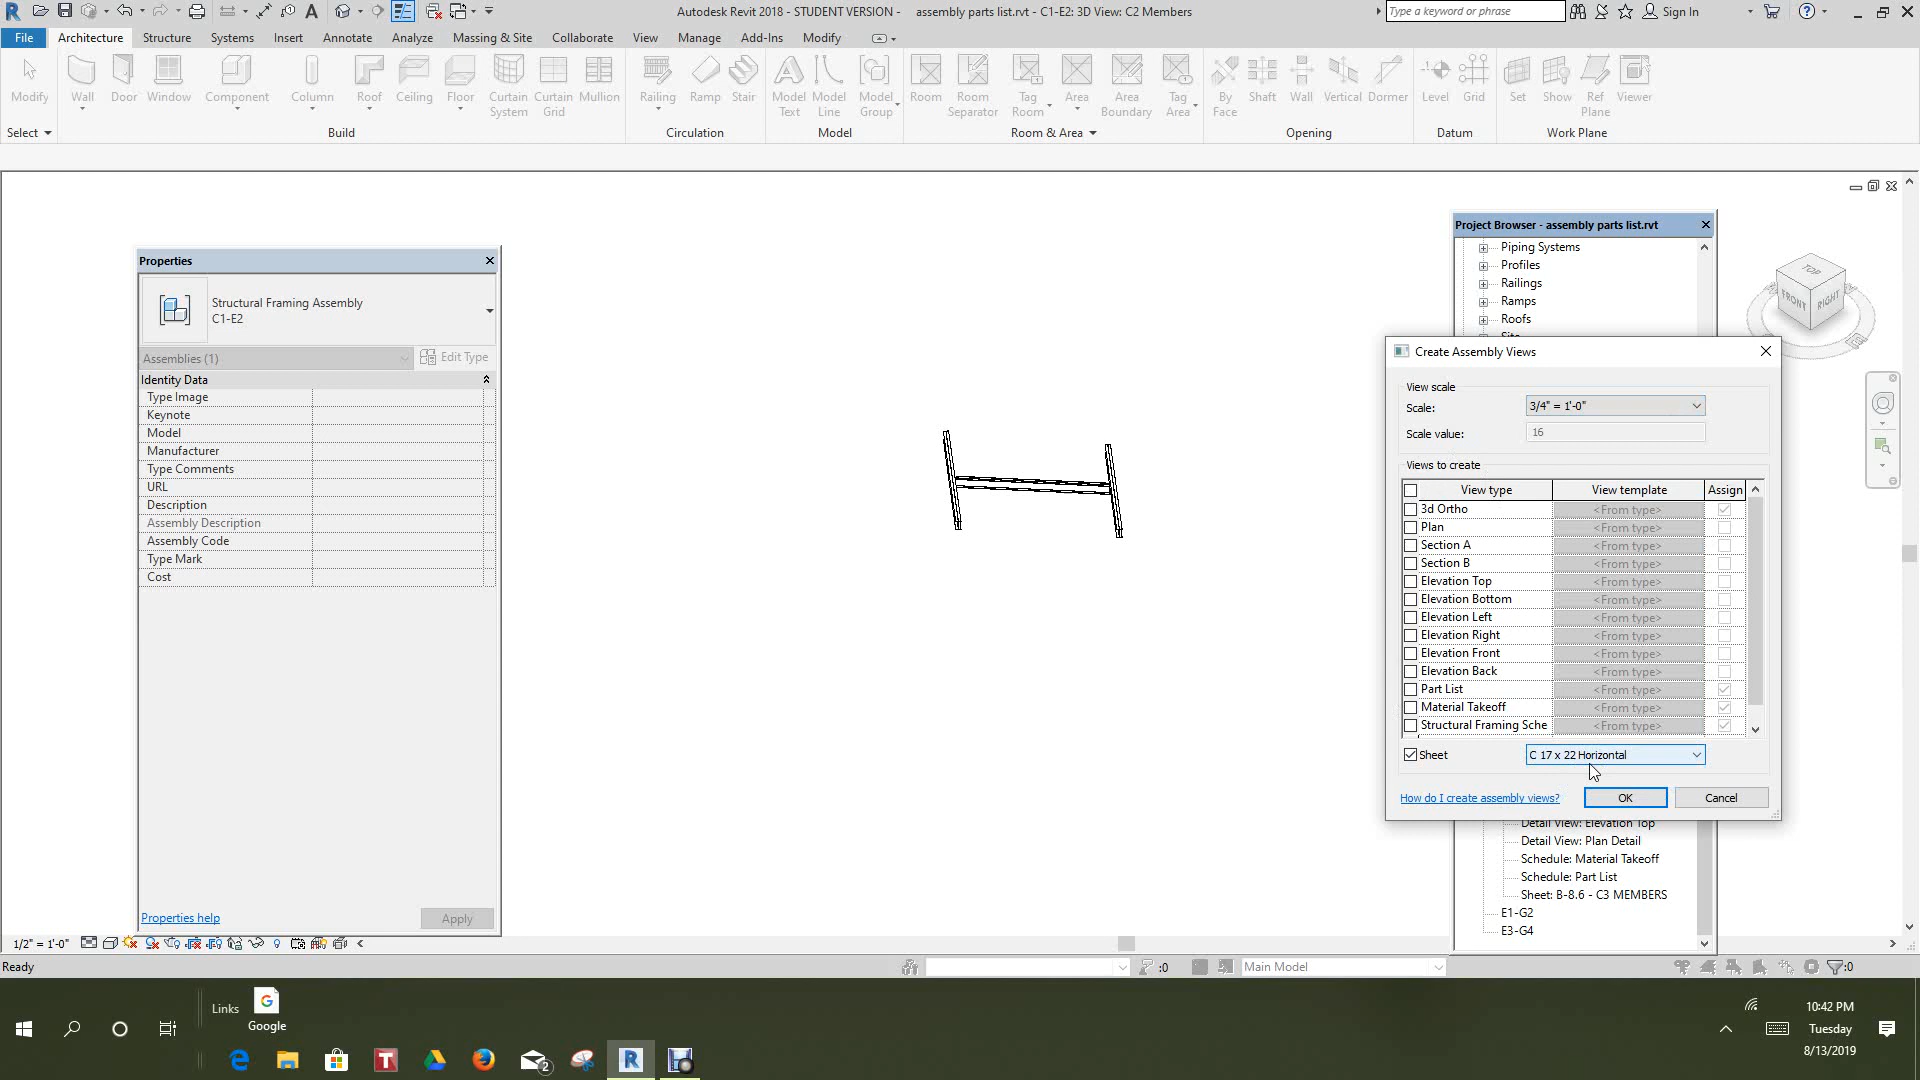 Autodesk Revit 2018 - STUDENT VERSION - assembly parts list.rvt - C1-E2: 3D View: C2 Members
Type a keyword or phrase
Sign In
File Architecture Structure Systems Insert Annotate Analyze Massing & Site Collaborate View Manage Add-Ins Modify
Modify Wall Door Window Component Column Roof Ceiling Floor Curtain System Curtain Grid Mullion Railing Ramp Stair Model Text Model Line Model Group Room Room Separator Tag Room Area Area Boundary Tag Area By Face Shaft Wall Vertical Dormer Level Grid Set Show Ref Plane Viewer
Select Build Circulation Model Room & Area Opening Datum Work Plane
Properties
Structural Framing Assembly
C1-E2
Assemblies (1) Edit Type
Identity Data
Type Image
Keynote
Model
Manufacturer
Type Comments
URL
Description
Assembly Description
Assembly Code
Type Mark
Cost
Properties help Apply
Project Browser - assembly parts list.rvt
Piping Systems
Profiles
Railings
Ramps
Roofs
TOP
FRONT RIGHT
Create Assembly Views
View scale
Scale: 3/4" = 1'-0"
Scale value: 16
Views to create
View type View template Assign
3d Ortho <From type>
Plan <From type>
Section A <From type>
Section B <From type>
Elevation Top <From type>
Elevation Bottom <From type>
Elevation Left <From type>
Elevation Right <From type>
Elevation Front <From type>
Elevation Back <From type>
Part List <From type>
Material Takeoff <From type>
Structural Framing Sche <From type>
Sheet C 17 x 22 Horizontal
How do I create assembly views? OK Cancel
Detail View: Elevation Top
Detail View: Plan Detail
Schedule: Material Takeoff
Schedule: Part List
Sheet: B-8.6 - C3 MEMBERS
E1-G2
E3-G4
1/2" = 1'-0"
Ready :0 Main Model :0
Links
Google
2
10:42 PM
Tuesday
8/13/2019